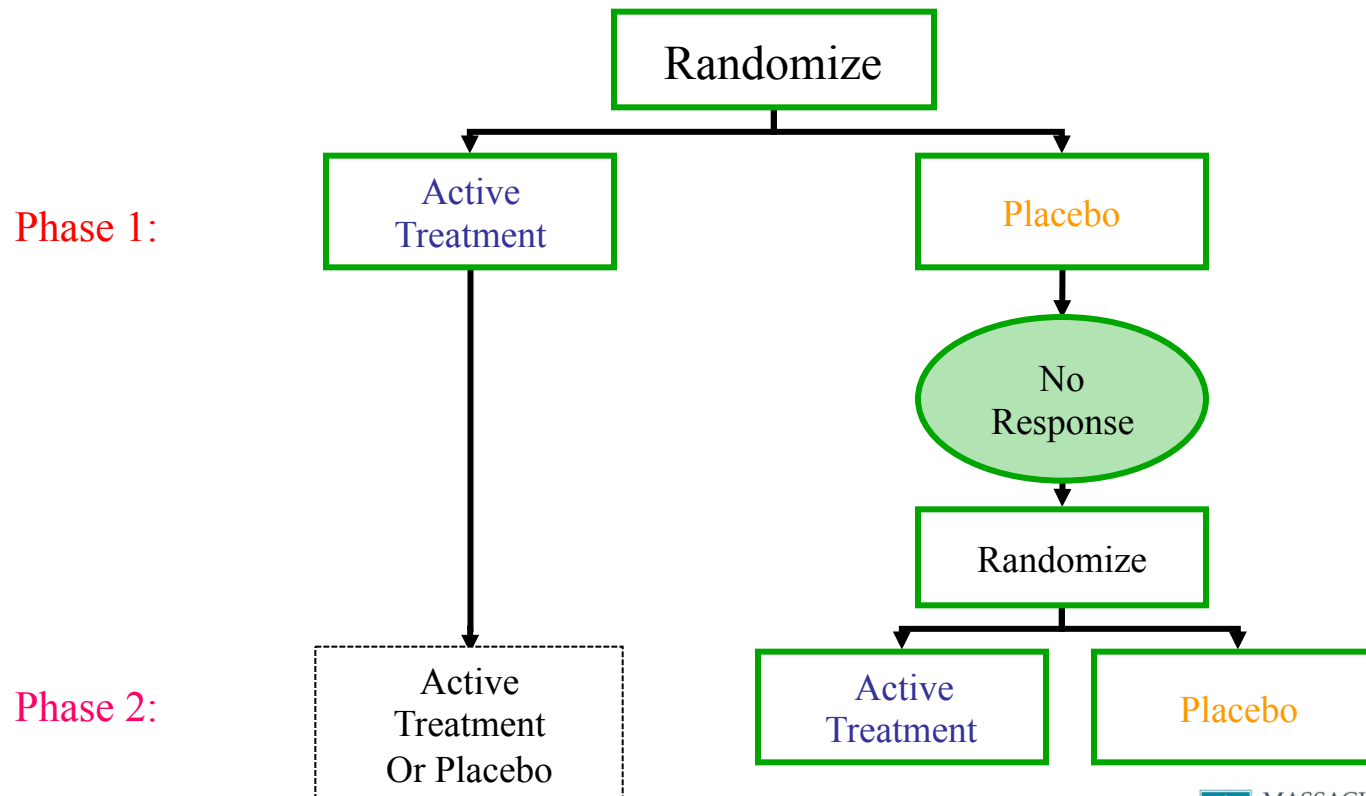 Randomize
Phase 1:
Active
Treatment
Placebo
No
Response
Randomize
Phase 2:
Active
Treatment
Or Placebo
Active
Treatment
Placebo